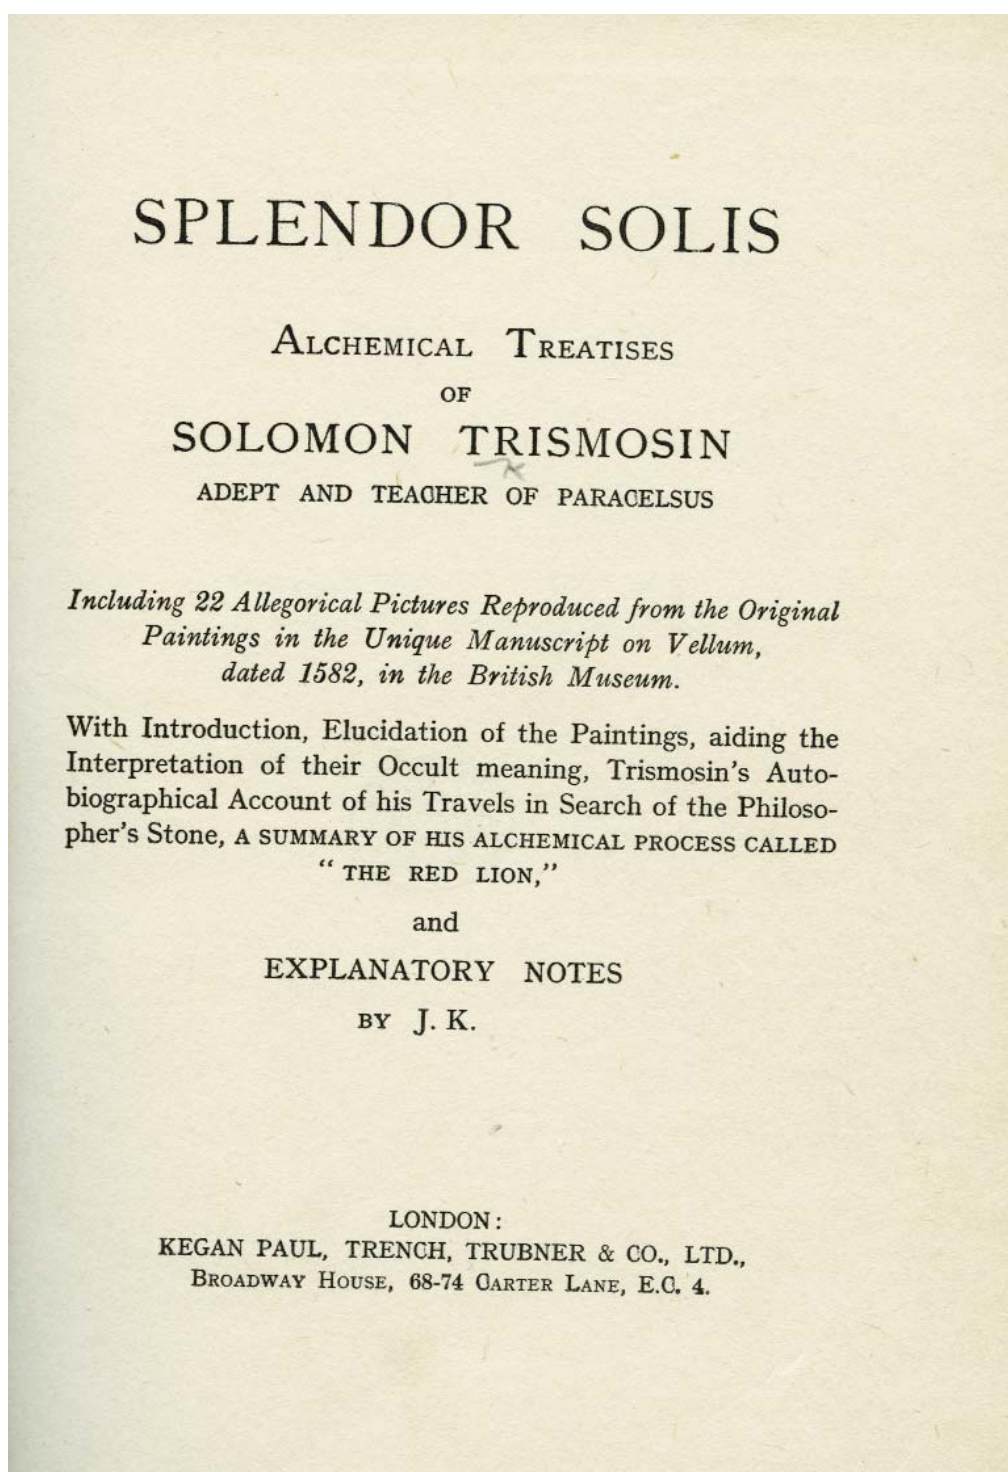 SPLENDOR SOLIS
ALCHEMICAL TREATISES
OF
SOLOMON TRISMOSIN
ADEPT AND TEACHER OF PARACELSUS
Including 22 Allegorical Pictures Reproduced from the Original
Paintings in the Unique Manuscript on Vellum,
dated 1582, in the British Museum.
With Introduction, Elucidation of the Paintings, aiding the
Interpretation of their Occult meaning, Trismosin's Auto-
biographical Account of his Travels in Search of the Philoso-
pher's Stone, A SUMMARY OF HIS ALCHEMICAL PROCESS CALLED
“ THE RED LION,”
and
EXPLANATORY NOTES
BY J. K.
LONDON:
KEGAN PAUL, TRENCH, TRUBNER & CO., LTD.,
BROADWAY HOUSE, 68-74 CARTER LANE, E.C. 4.